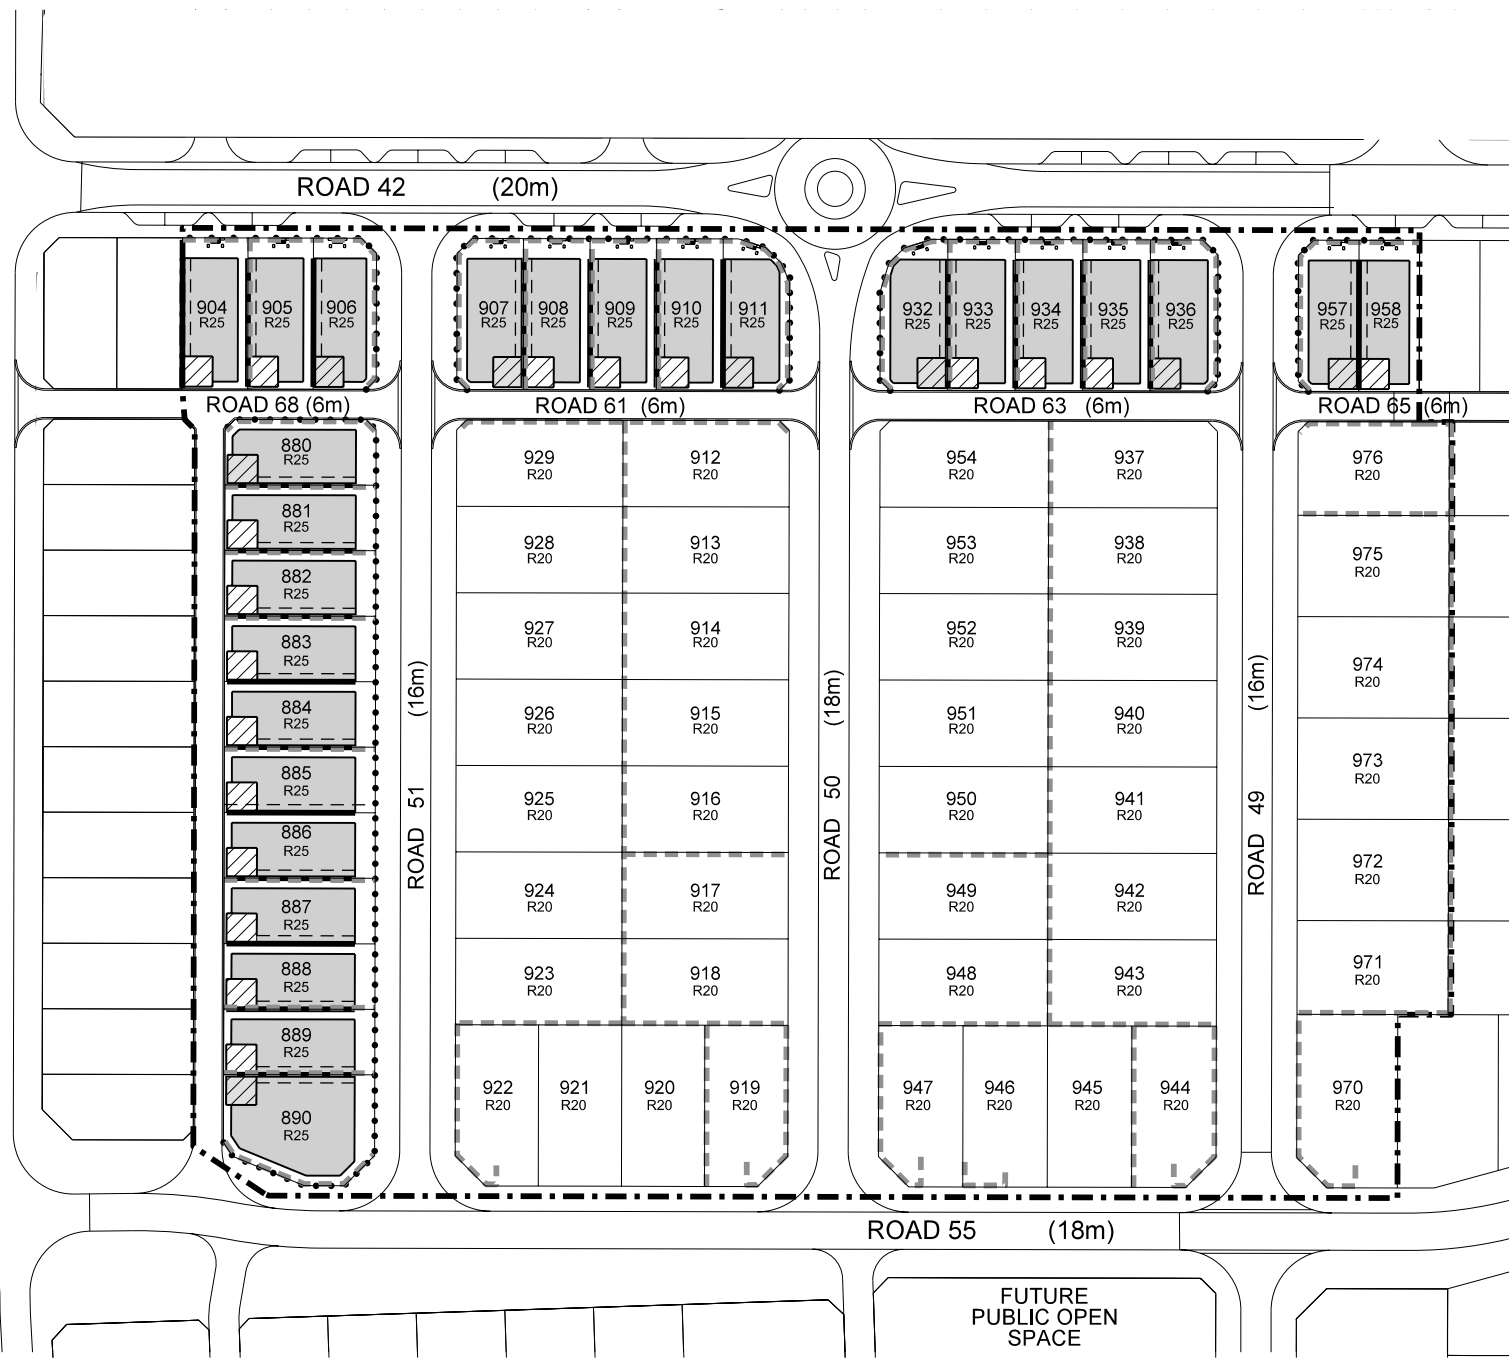 ROAD 42 (20m)
904
R25
905
R25
906
R25
907
R25
908
R25
909
R25
910
R25
911
R25
932
R25
933
R25
934
R25
935
R25
936
R25
957
R25
958
R25
ROAD 68 (6m)
ROAD 61 (6m)
ROAD 63 (6m)
ROAD 65 (6m)
880
R25
881
R25
882
R25
883
R25
884
R25
885
R25
886
R25
887
R25
888
R25
889
R25
890
R25
ROAD 51 (16m)
929
R20
912
R20
928
R20
913
R20
927
R20
914
R20
926
R20
915
R20
925
R20
916
R20
924
R20
917
R20
923
R20
918
R20
922
R20
921
R20
920
R20
919
R20
ROAD 50 (18m)
954
R20
937
R20
953
R20
938
R20
952
R20
939
R20
951
R20
940
R20
950
R20
941
R20
949
R20
942
R20
948
R20
943
R20
947
R20
946
R20
945
R20
944
R20
ROAD 49 (16m)
976
R20
975
R20
974
R20
973
R20
972
R20
971
R20
970
R20
ROAD 55 (18m)
FUTURE
PUBLIC OPEN
SPACE